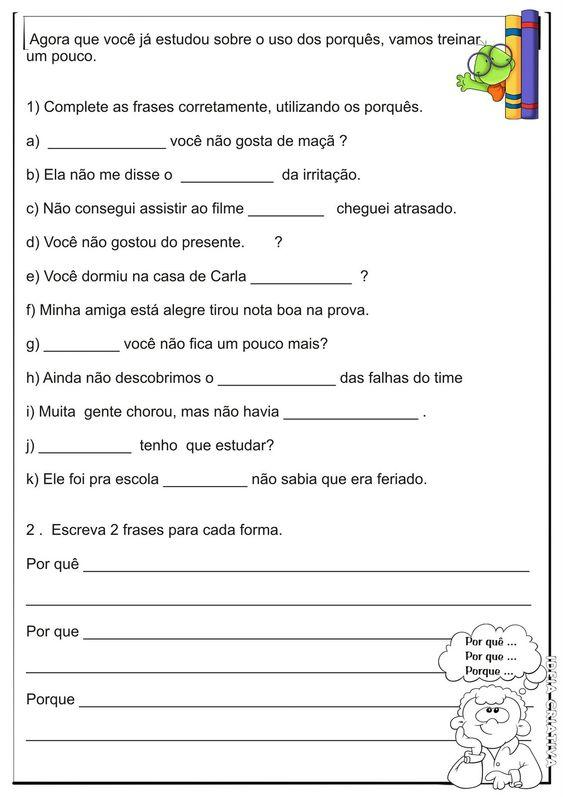 Agora que você já estudou sobre o uso dos porquês, vamos treinar
um pouco.
1) Complete as frases corretamente, utilizando os porquês.
a) ______________ você não gosta de maçã ?
b) Ela não me disse o ___________ da irritação.
c) Não consegui assistir ao filme _________ cheguei atrasado.
d) Você não gostou do presente. ?
e) Você dormiu na casa de Carla ____________ ?
f) Minha amiga está alegre tirou nota boa na prova.
g) _________ você não fica um pouco mais?
h) Ainda não descobrimos o ______________ das falhas do time
i) Muita gente chorou, mas não havia ________________ .
j) ___________ tenho que estudar?
k) Ele foi pra escola __________ não sabia que era feriado.
2 . Escreva 2 frases para cada forma.
Por quê ______________________________________________________
Por que ____________________________________________
Porque ____________________________________________
Por quê ...
Por que ...
Porque ...
IDEIA CRIATIVA